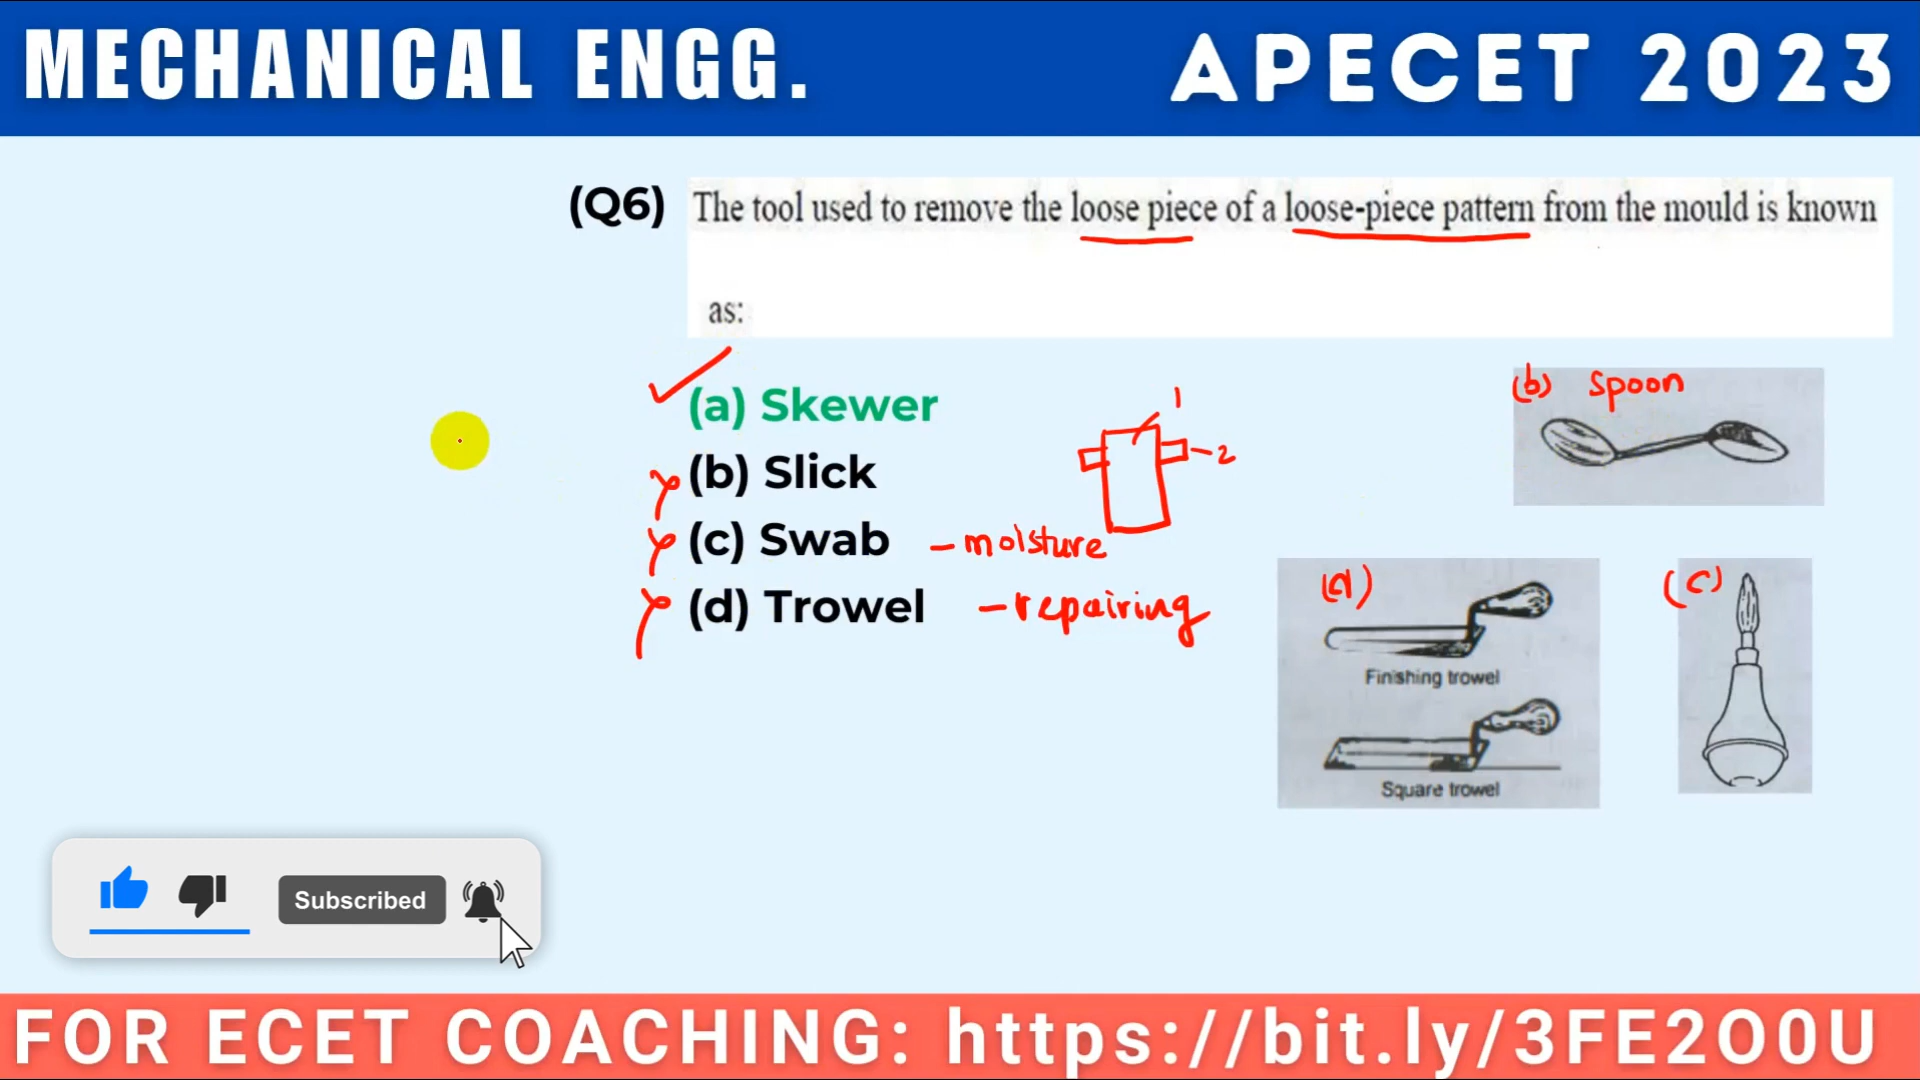 MECHANICAL ENGG.
APECET 2023
(Q6) The tool used to remove the loose piece of a loose-piece pattern from the mould is known
as:
(a) Skewer
(b) Slick
(c) Swab - moisture
(d) Trowel - repairing
1
2
(b) Spoon
(d)
Finishing trowel
Square trowel
(c)
Subscribed
FOR ECET COACHING: https://bit.ly/3FE2O0U